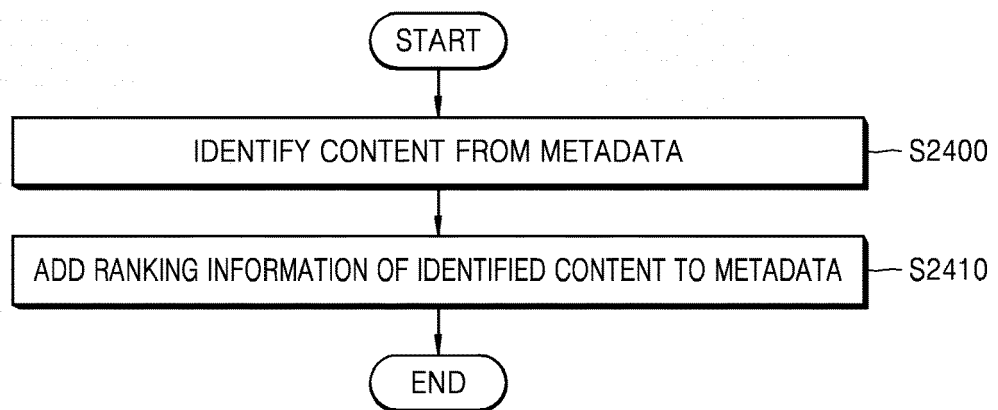 START
IDENTIFY CONTENT FROM METADATA
S2400
ADD RANKING INFORMATION OF IDENTIFIED CONTENT TO METADATA
S2410
END